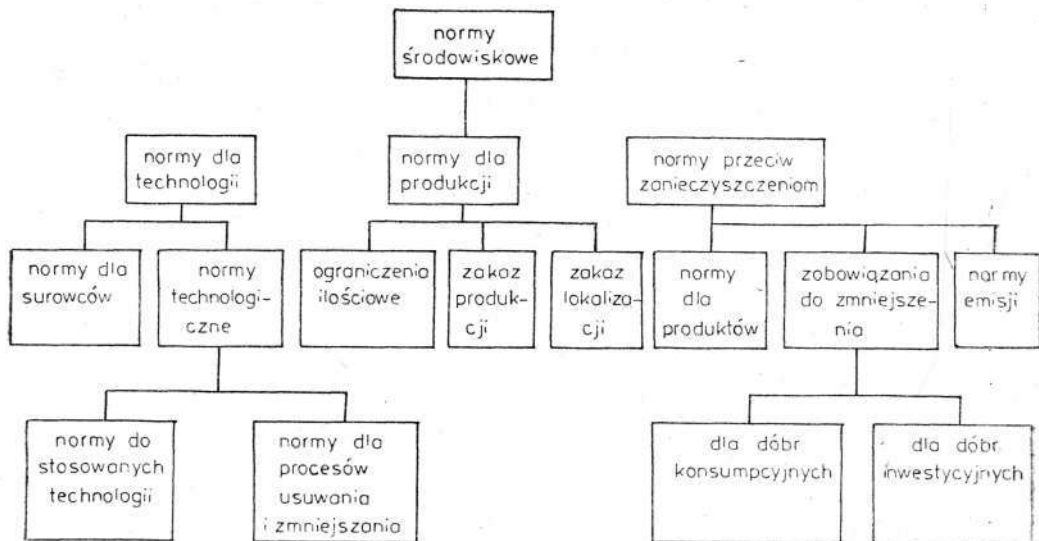 normy
środowiskowe
normy dla
technologii
normy dla
produkcji
normy przeciw
zanieczyszczeniom
normy dla
surowców
normy
technologi-
czne
ograniczenia
ilościowe
zakaz
produk-
cji
zakaz
lokaliza-
cji
normy
dla
produktów
zobowiązania
do zmniejsze-
nia
normy
emisji
normy do
stosowanych
technologii
normy dla
procesów
usuwania
i zmniejszania
dla dóbr
konsumpcyjnych
dla dóbr
inwestycyjnych